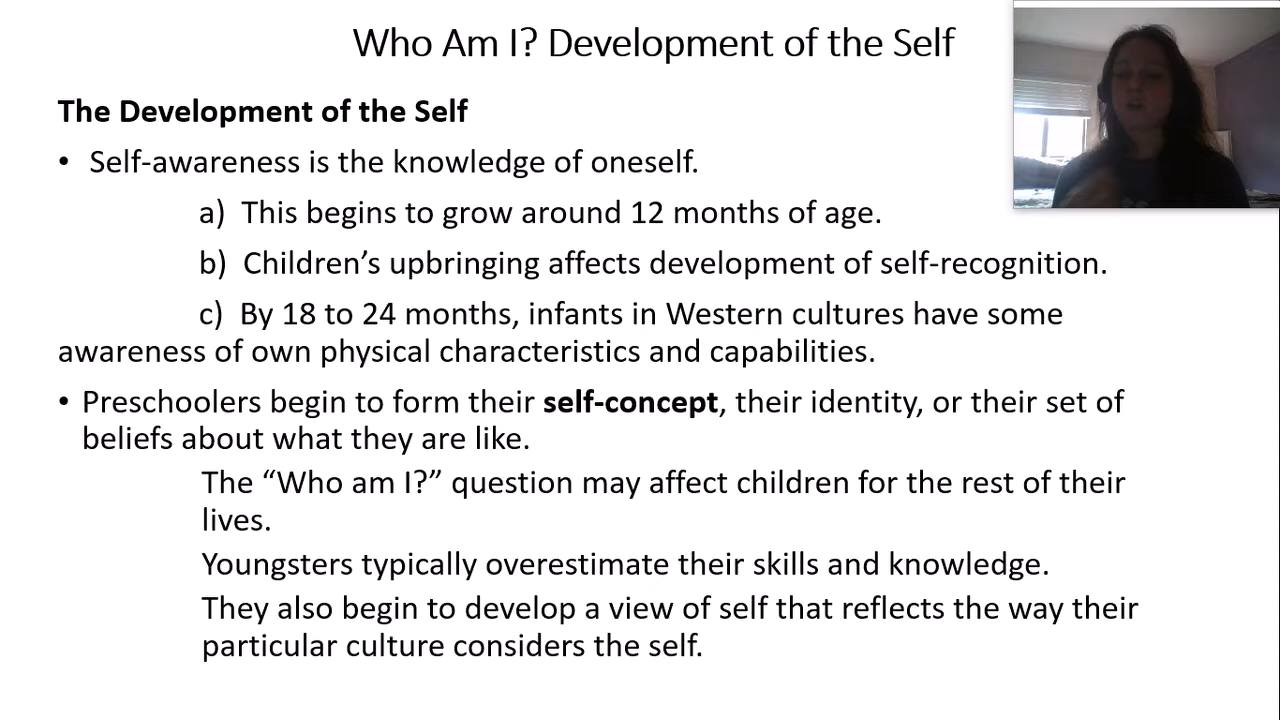 Who Am I? Development of the Self
The Development of the Self
• Self-awareness is the knowledge of oneself.
a) This begins to grow around 12 months of age.
b) Children’s upbringing affects development of self-recognition.
c) By 18 to 24 months, infants in Western cultures have some
awareness of own physical characteristics and capabilities.
• Preschoolers begin to form their self-concept, their identity, or their set of
beliefs about what they are like.
The “Who am I?” question may affect children for the rest of their
lives.
Youngsters typically overestimate their skills and knowledge.
They also begin to develop a view of self that reflects the way their
particular culture considers the self.